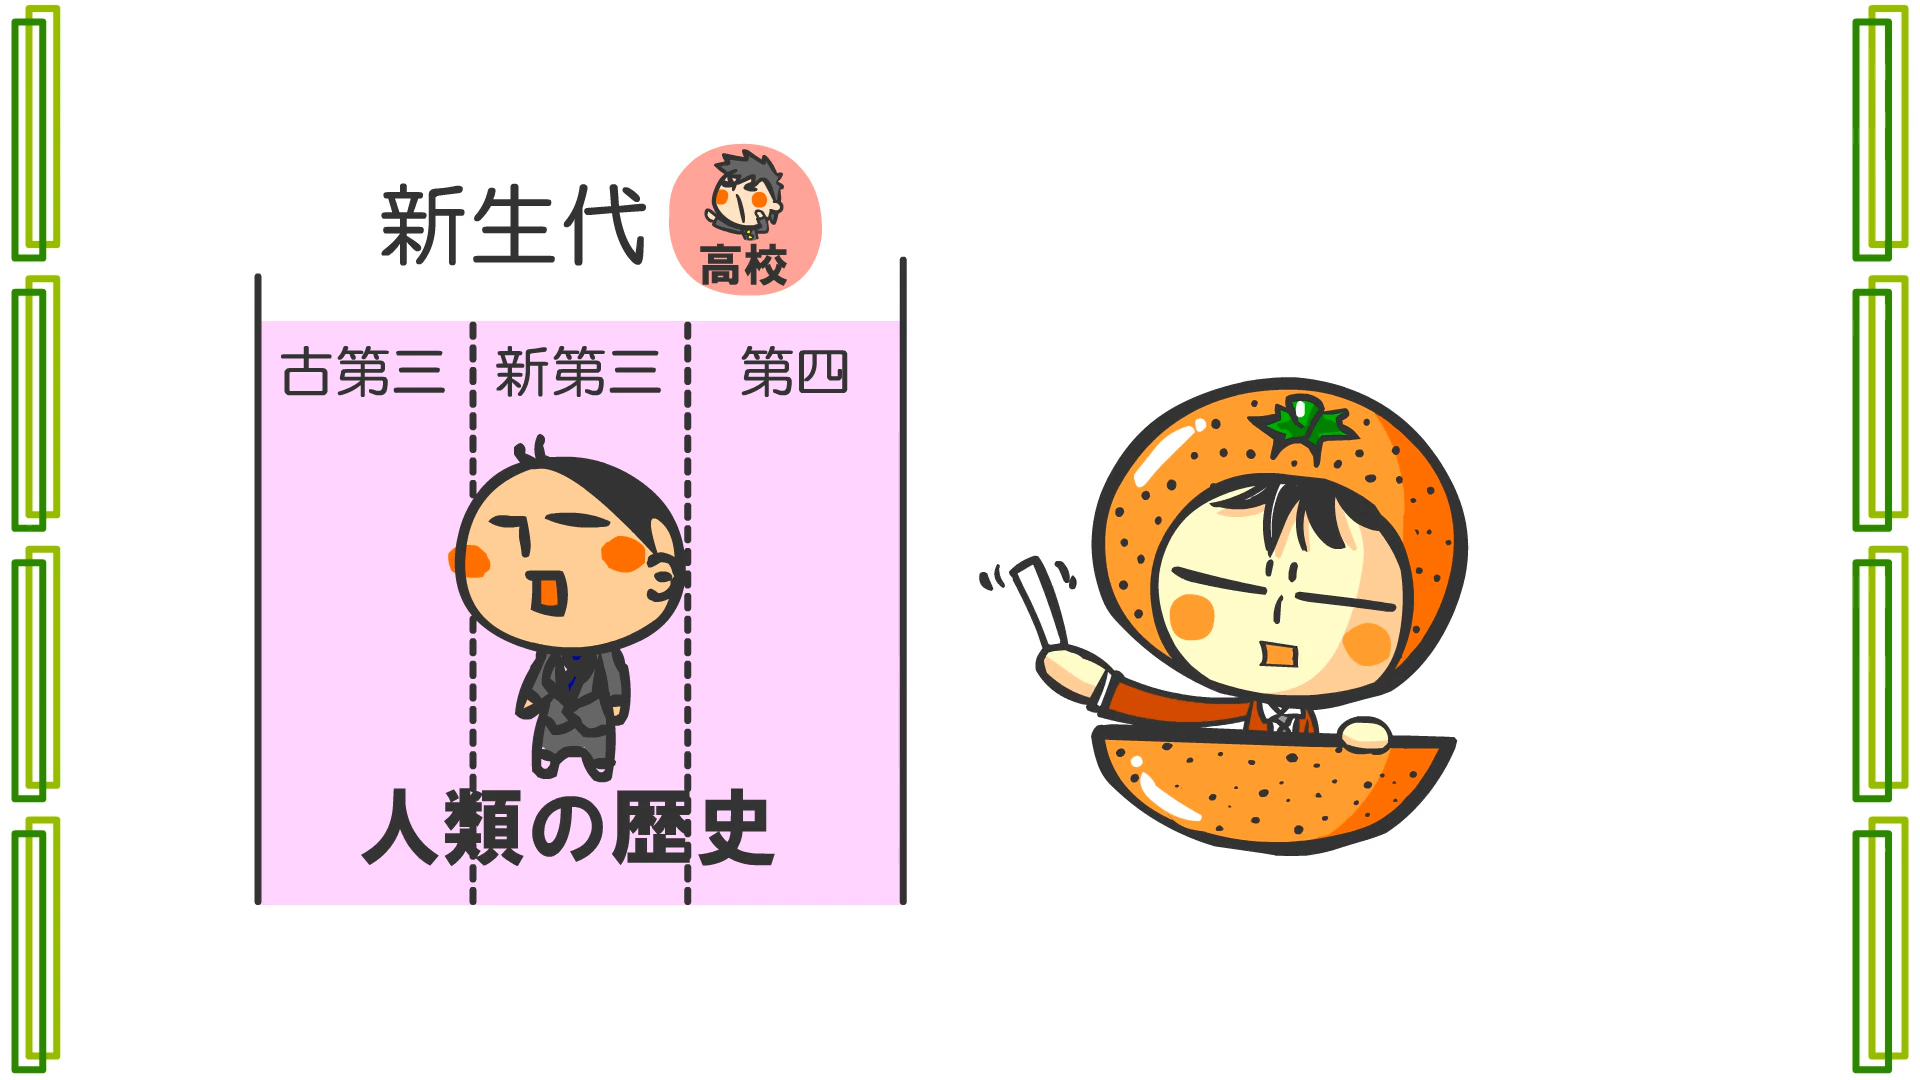 新生代
高校
古第三 新第三 第四
人類の歴史